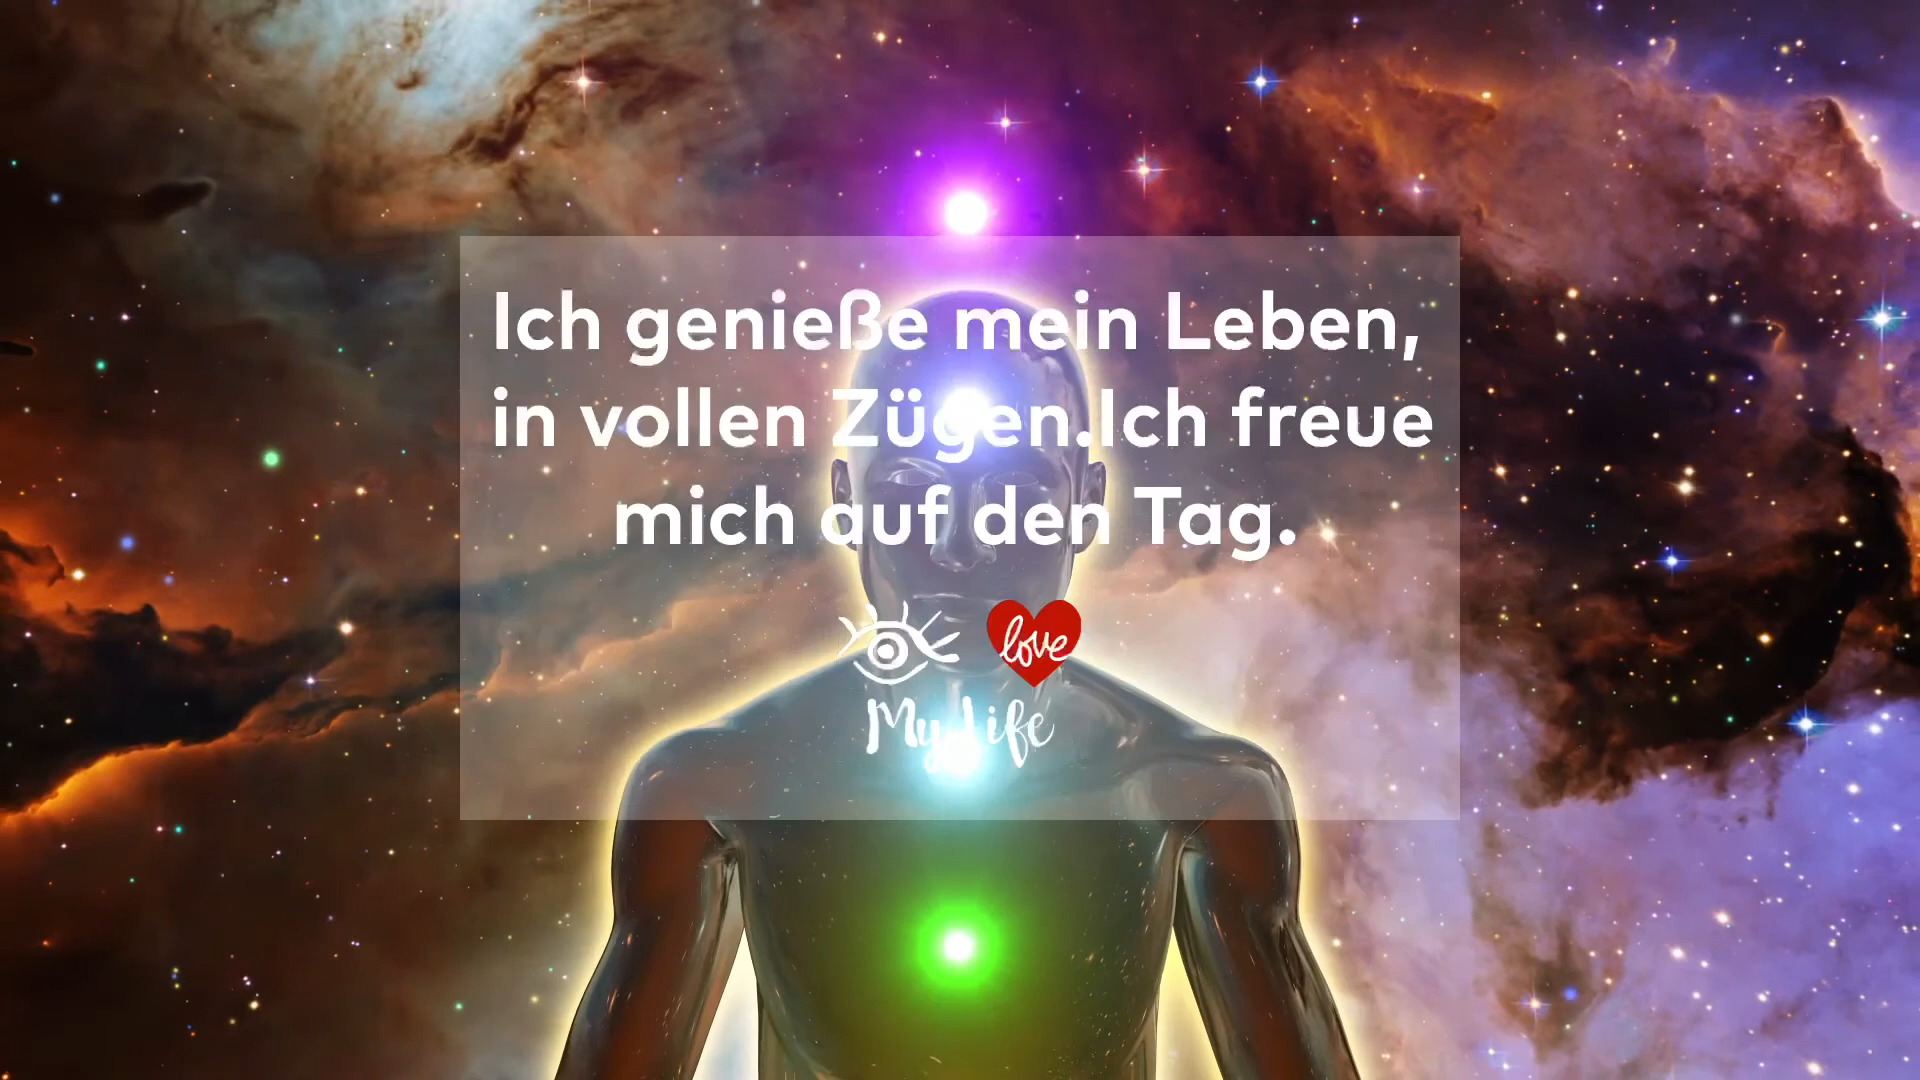 Ich genieße mein Leben,
in vollen Zügen.Ich freue
mich auf den Tag.
love
My Life